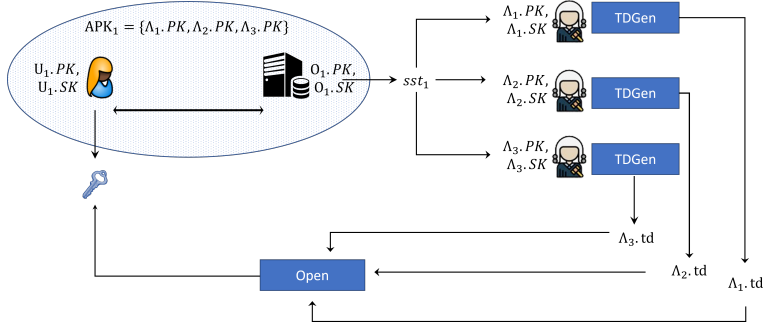 APK₁ = {Λ₁.PK, Λ₂.PK, Λ₃.PK}
U₁.PK,
U₁.SK
O₁.PK,
O₁.SK
sst₁
Λ₁.PK,
Λ₁.SK
TDGen
Λ₂.PK,
Λ₂.SK
TDGen
Λ₃.PK,
Λ₃.SK
TDGen
Λ₃.td
Λ₂.td
Λ₁.td
Open